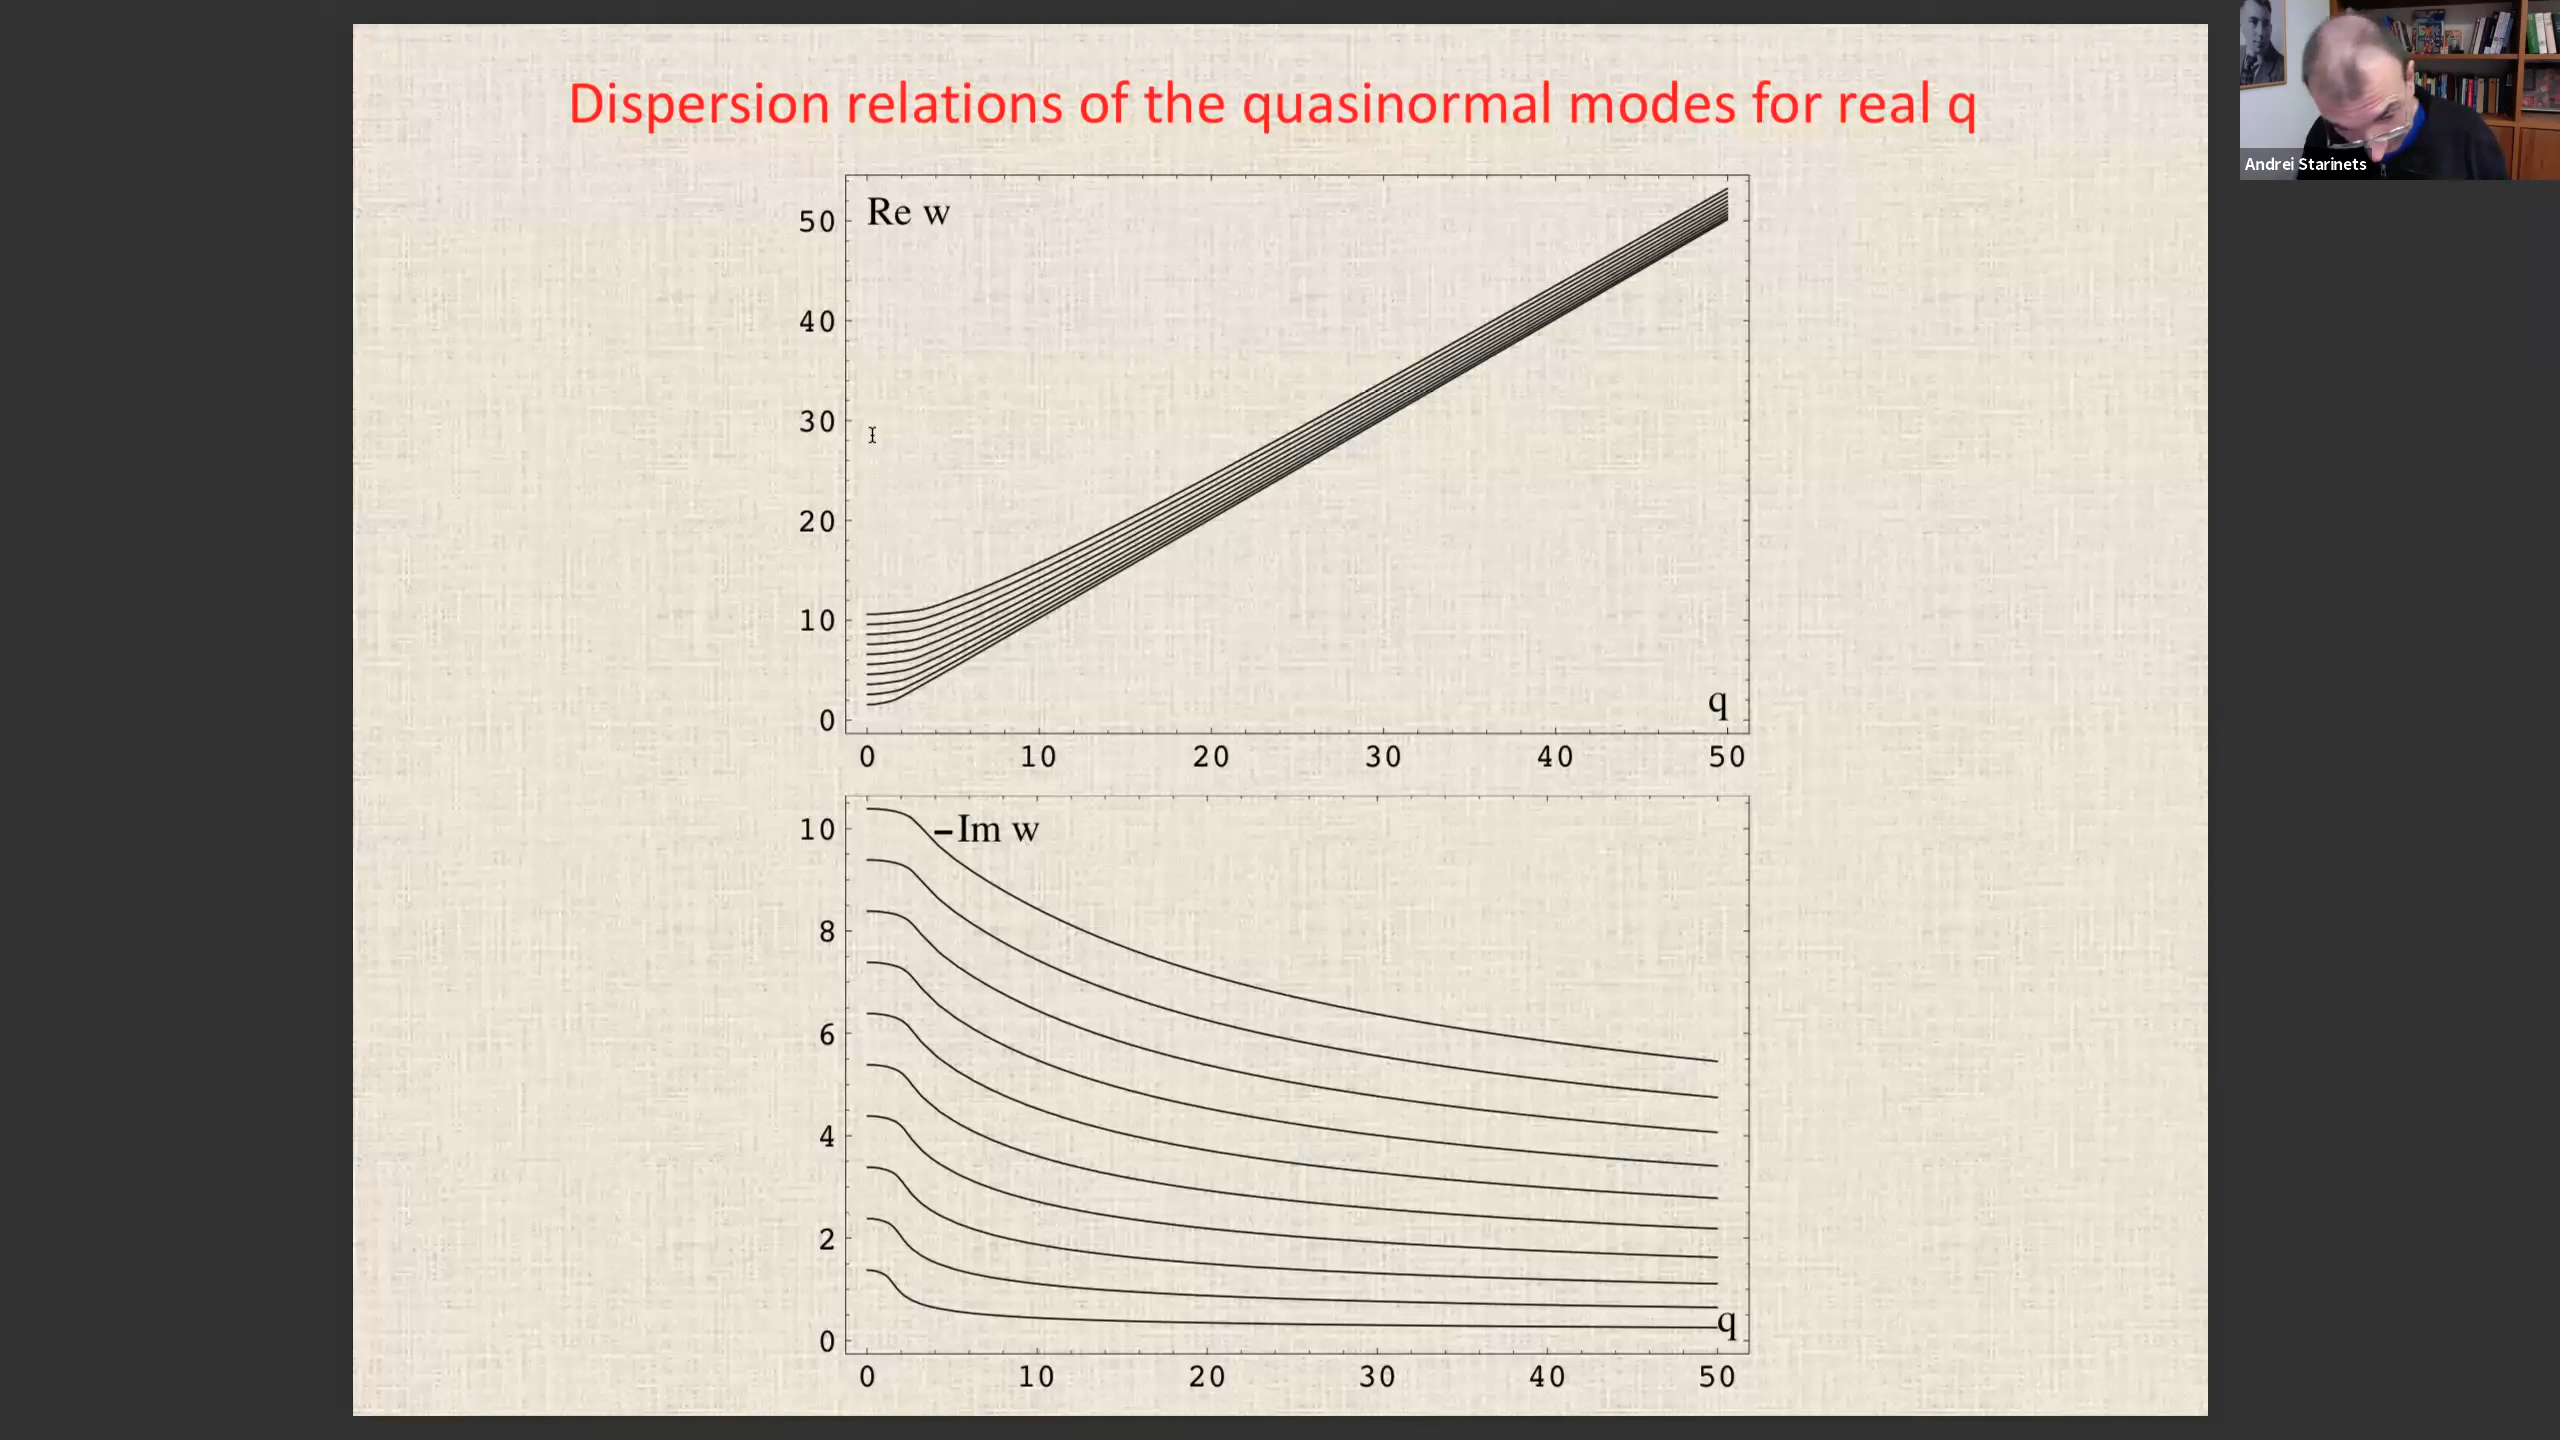 Dispersion relations of the quasinormal modes for real q
Andrei Starinets
Re w
50
40
30
20
10
0
q
0 10 20 30 40 50
−Im w
10
8
6
4
2
0
q
0 10 20 30 40 50